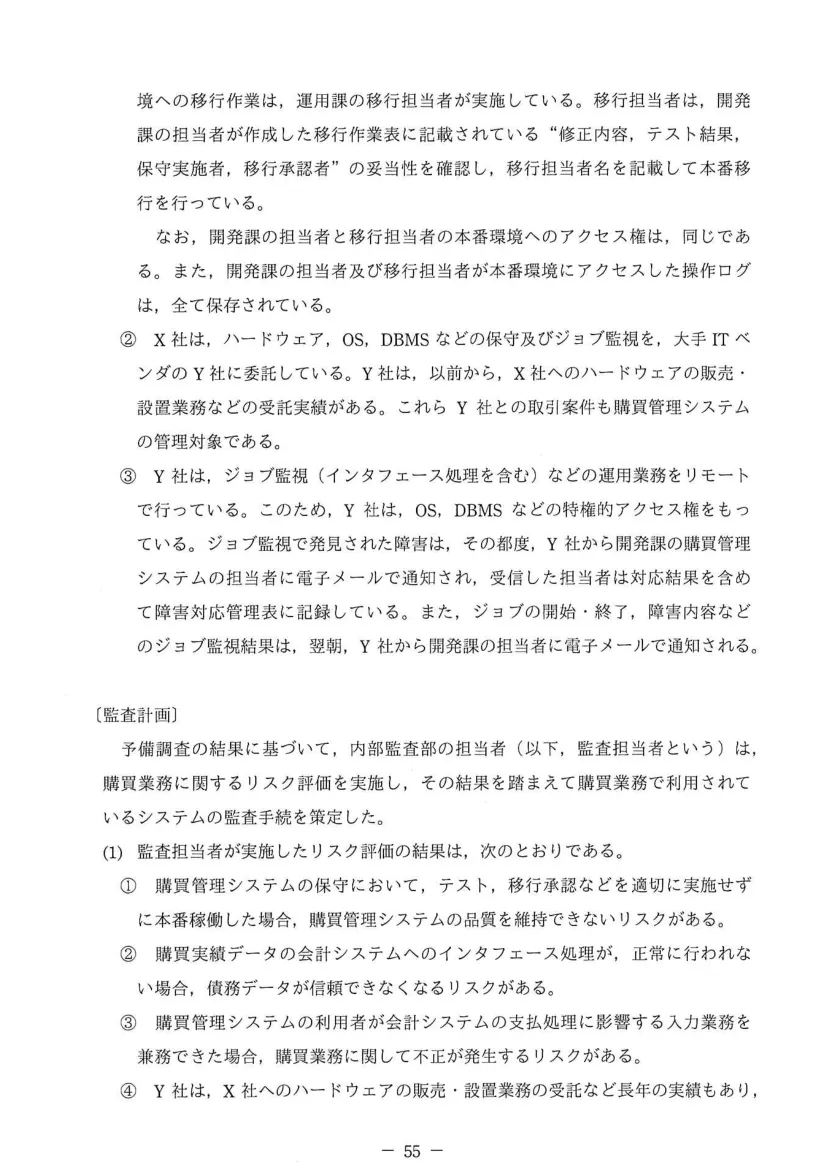 境への移行作業は，運用課の移行担当者が実施している。移行担当者は，開発
課の担当者が作成した移行作業表に記載されている“修正内容，テスト結果，
保守実施者，移行承認者”の妥当性を確認し，移行担当者名を記載して本番移
行を行っている。
なお，開発課の担当者と移行担当者の本番環境へのアクセス権は，同じであ
る。また，開発課の担当者及び移行担当者が本番環境にアクセスした操作ログ
は，全て保存されている。
② X 社は，ハードウェア，OS，DBMS などの保守及びジョブ監視を，大手 IT ベ
ンダの Y 社に委託している。Y 社は，以前から，X 社へのハードウェアの販売・
設置業務などの受託実績がある。これら Y 社との取引案件も購買管理システム
の管理対象である。
③ Y 社は，ジョブ監視（インタフェース処理を含む）などの運用業務をリモート
で行っている。このため，Y 社は，OS，DBMS などの特権的アクセス権をもっ
ている。ジョブ監視で発見された障害は，その都度，Y 社から開発課の購買管理
システムの担当者に電子メールで通知され，受信した担当者は対応結果を含め
て障害対応管理表に記録している。また，ジョブの開始・終了，障害内容など
のジョブ監視結果は，翌朝，Y 社から開発課の担当者に電子メールで通知される。
〔監査計画〕
予備調査の結果に基づいて，内部監査部の担当者（以下，監査担当者という）は，
購買業務に関するリスク評価を実施し，その結果を踏まえて購買業務で利用されて
いるシステムの監査手続を策定した。
(1) 監査担当者が実施したリスク評価の結果は，次のとおりである。
① 購買管理システムの保守において，テスト，移行承認などを適切に実施せず
に本番稼働した場合，購買管理システムの品質を維持できないリスクがある。
② 購買実績データの会計システムへのインタフェース処理が，正常に行われな
い場合，債務データが信頼できなくなるリスクがある。
③ 購買管理システムの利用者が会計システムの支払処理に影響する入力業務を
兼務できた場合，購買業務に関して不正が発生するリスクがある。
④ Y 社は，X 社へのハードウェアの販売・設置業務の受託など長年の実績もあり，
－ 55 －